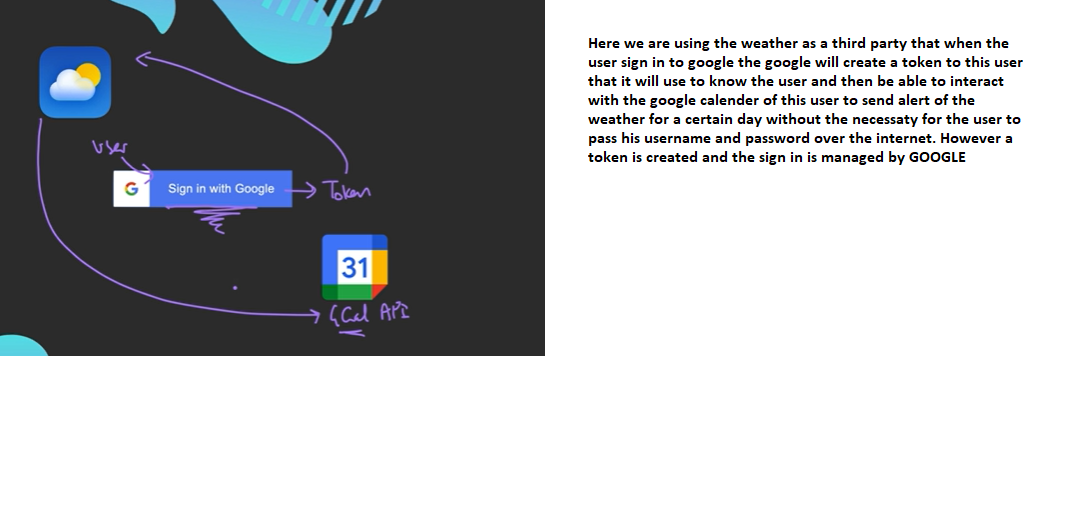 User
G Sign in with Google
Token
31
GCal API
Here we are using the weather as a third party that when the
user sign in to google the google will create a token to this user
that it will use to know the user and then be able to interact
with the google calender of this user to send alert of the
weather for a certain day without the necessaty for the user to
pass his username and password over the internet. However a
token is created and the sign in is managed by GOOGLE